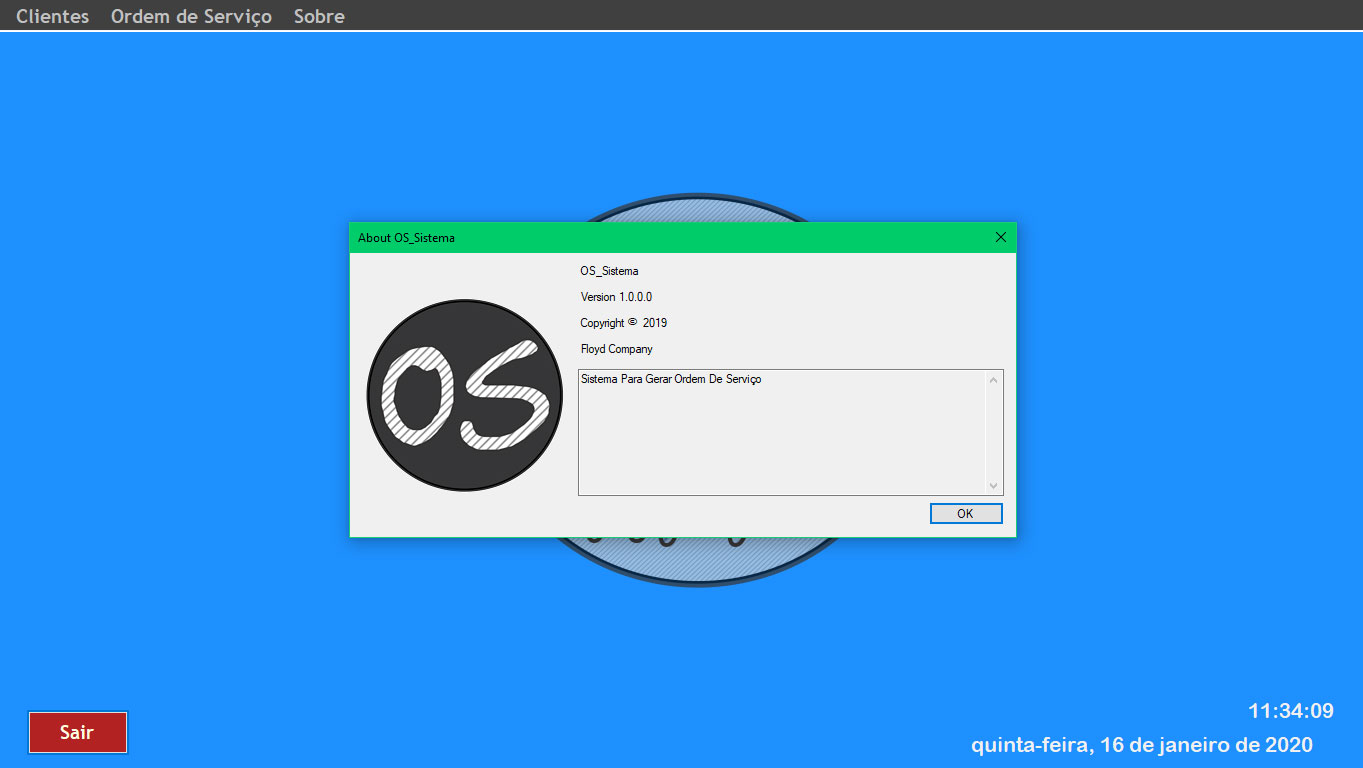 Clientes Ordem de Serviço Sobre
About OS_Sistema
OS_Sistema
Version 1.0.0.0
Copyright © 2019
Floyd Company
OS
Sistema Para Gerar Ordem De Serviço
OK
Sair
11:34:09
quinta-feira, 16 de janeiro de 2020